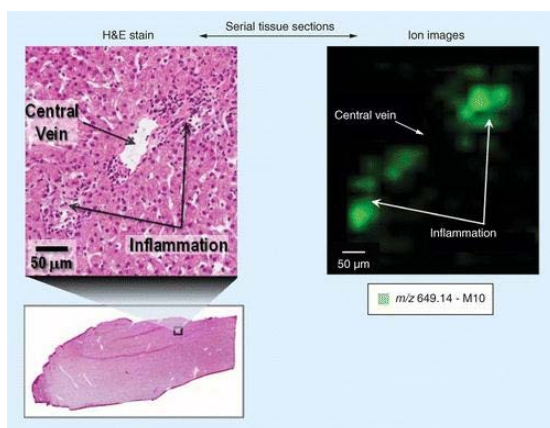 Serial tissue sections
H&E stain
Ion images
Central
Vein
Inflammation
50 μm
Central vein
Inflammation
50 μm
m/z 649.14 - M10